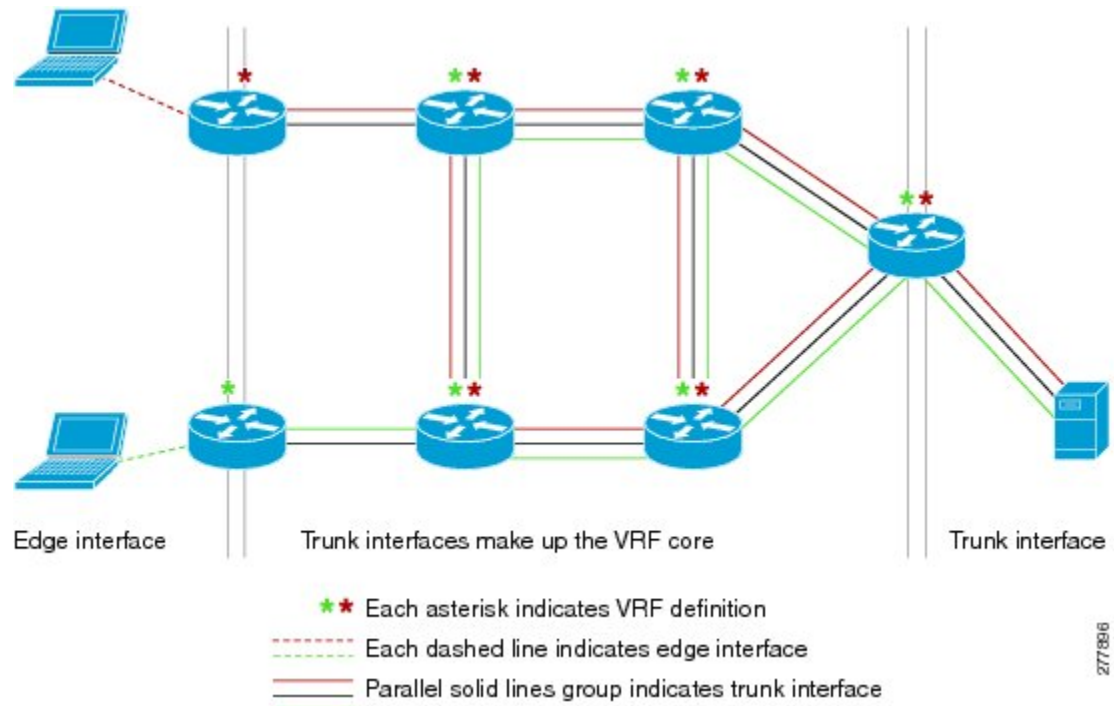 * *
* * * *
* *
*
* * * *
Edge interface
Trunk interfaces make up the VRF core
Trunk interface
** Each asterisk indicates VRF definition
Each dashed line indicates edge interface
Parallel solid lines group indicates trunk interface
277896